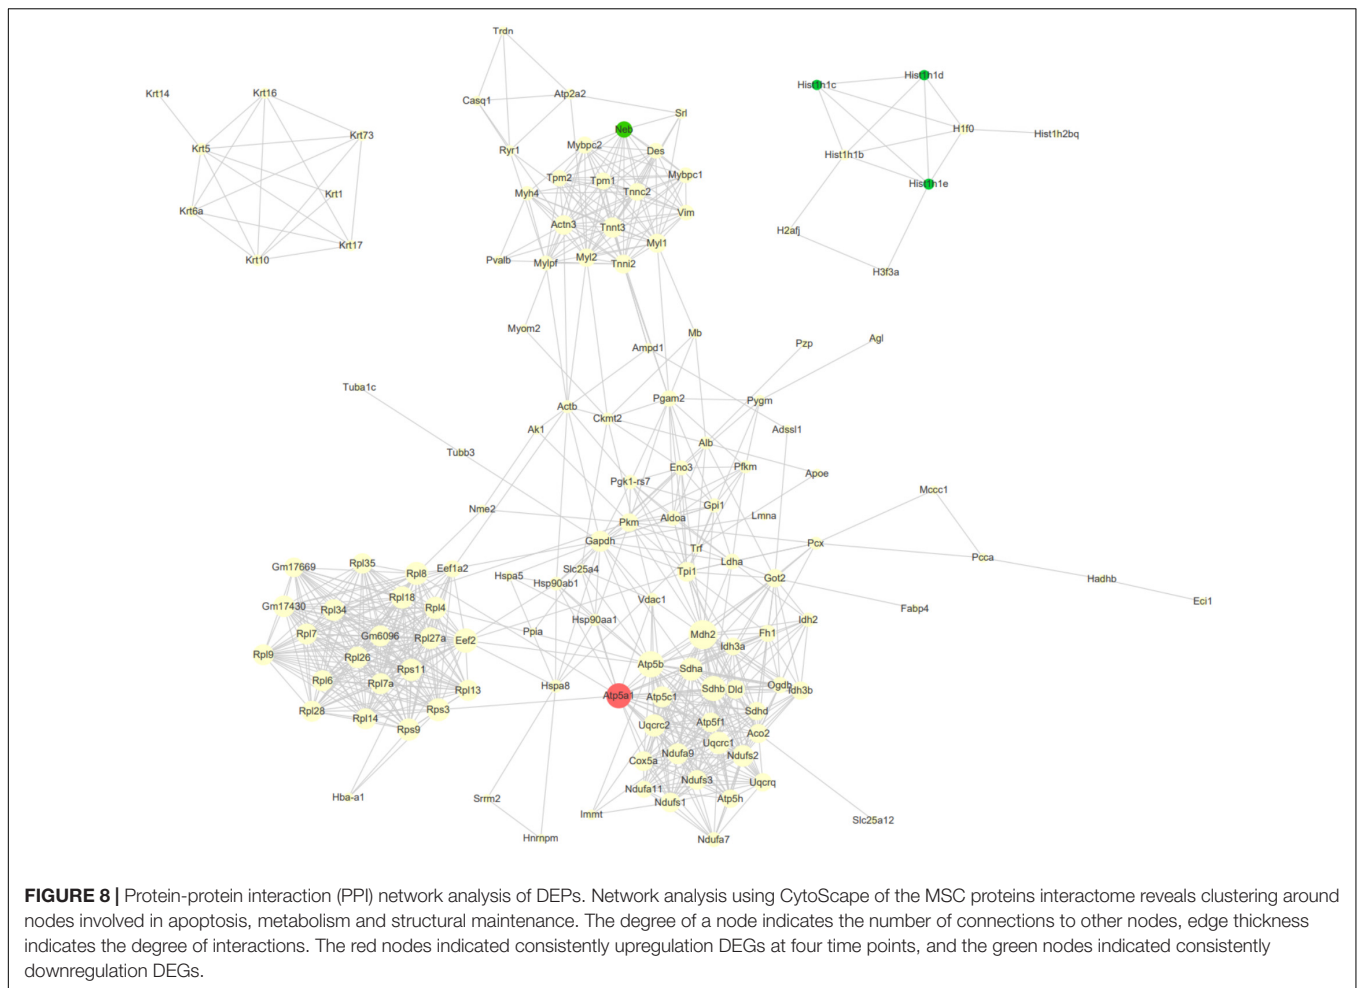 Trdn
Krt14
Krt16
Casq1
Atp2a2
Hist1h1c
Hist1h1d
Srl
Krt73
Neb
H1f0
Hist1h2bq
Krt5
Ryr1
Mybpc2
Des
Hist1h1b
Tpm2
Tpm1
Mybpc1
Hist1h1e
Krt1
Myh4
Tnnc2
Krt6a
Vim
Actn3
Tnnt3
H2afj
Krt17
Myl1
Krt10
Pvalb
Mylpf
Myl2
Tnni2
H3f3a
Myom2
Mb
Ampd1
Pzp
Agl
Tuba1c
Actb
Ckmt2
Pgam2
Pygm
Ak1
Adssl1
Alb
Tubb3
Eno3
Pfkm
Apoe
Pgk1-rs7
Mccc1
Nme2
Gpi1
Pkm
Aldoa
Lmna
Gapdh
Trf
Pcx
Pcca
Gm17669
Rpl35
Rpl8
Eef1a2
Slc25a4
Hspa5
Hsp90ab1
Tpi1
Ldha
Got2
Hadhb
Rpl18
Vdac1
Eci1
Gm17430
Rpl34
Rpl4
Fabp4
Hsp90aa1
Idh2
Rpl7
Gm6096
Rpl27a
Eef2
Ppia
Mdh2
Fh1
Rpl9
Rpl26
Rps11
Idh3a
Atp5b
Sdha
Rpl6
Rpl7a
Rpl13
Hspa8
Atp5a1
Atp5c1
Sdhb
Dld
Ogdh
Idh3b
Rpl28
Rpl14
Rps3
Sdhd
Rps9
Uqcrc2
Atp5f1
Aco2
Uqcrc1
Cox5a
Ndufa9
Ndufs2
Hba-a1
Srrm2
Ndufa11
Ndufs3
Uqcrq
Ndufs1
Atp5h
Immt
Slc25a12
Hnrnpm
Ndufa7
FIGURE 8 | Protein-protein interaction (PPI) network analysis of DEPs. Network analysis using CytoScape of the MSC proteins interactome reveals clustering around
nodes involved in apoptosis, metabolism and structural maintenance. The degree of a node indicates the number of connections to other nodes, edge thickness
indicates the degree of interactions. The red nodes indicated consistently upregulation DEGs at four time points, and the green nodes indicated consistently
downregulation DEGs.